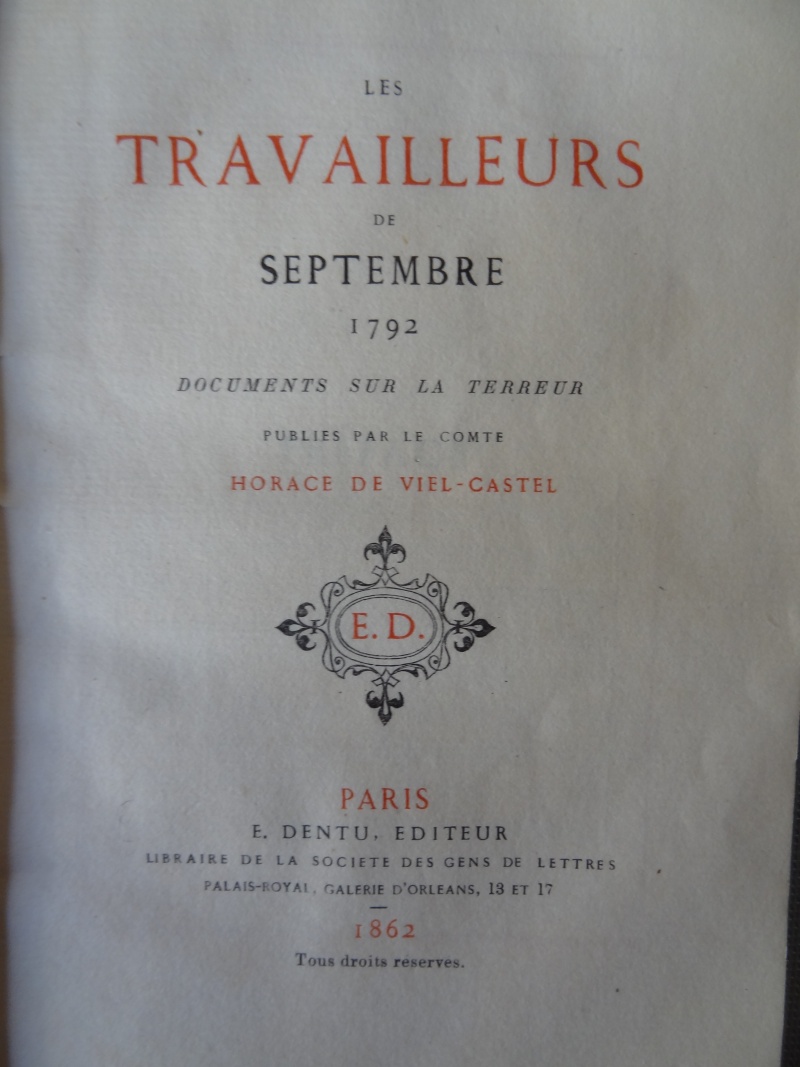 LES
TRAVAILLEURS
DE
SEPTEMBRE
1792
DOCUMENTS SUR LA TERREUR
PUBLIES PAR LE COMTE
HORACE DE VIEL-CASTEL
E. D.
PARIS
E. DENTU, EDITEUR
LIBRAIRE DE LA SOCIETE DES GENS DE LETTRES
PALAIS-ROYAL, GALERIE D'ORLEANS, 13 ET 17
1862
Tous droits réservés.